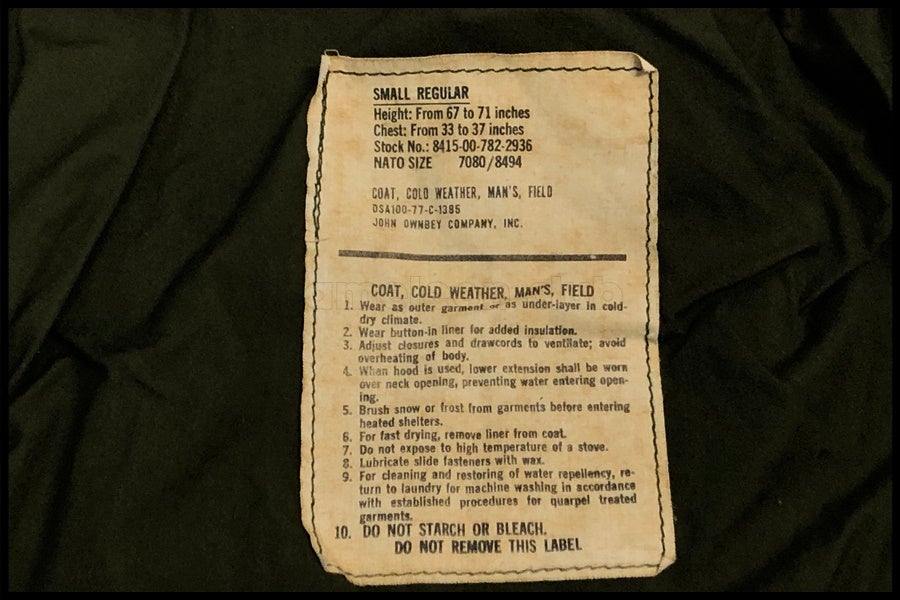 SMALL REGULAR
Height: From 67 to 71 inches
Chest: From 33 to 37 inches
Stock No.: 8415-00-782-2936
NATO SIZE 7080/8494
COAT, COLD WEATHER, MAN'S, FIELD
DSA100-77-C-1385
JOHN OWNBEY COMPANY, INC.
COAT, COLD WEATHER, MAN'S, FIELD
1. Wear as outer garment or as under-layer in cold-
dry climate.
2. Wear button-in liner for added insulation.
3. Adjust closures and drawcords to ventilate; avoid
overheating of body.
4. When hood is used, lower extension shall be worn
over neck opening, preventing water entering open-
ing.
5. Brush snow or frost from garments before entering
heated shelters.
6. For fast drying, remove liner from coat.
7. Do not expose to high temperature of a stove.
8. Lubricate slide fasteners with wax.
9. For cleaning and restoring of water repellency, re-
turn to laundry for machine washing in accordance
with established procedures for quarpel treated
garments.
10. DO NOT STARCH OR BLEACH.
DO NOT REMOVE THIS LABEL